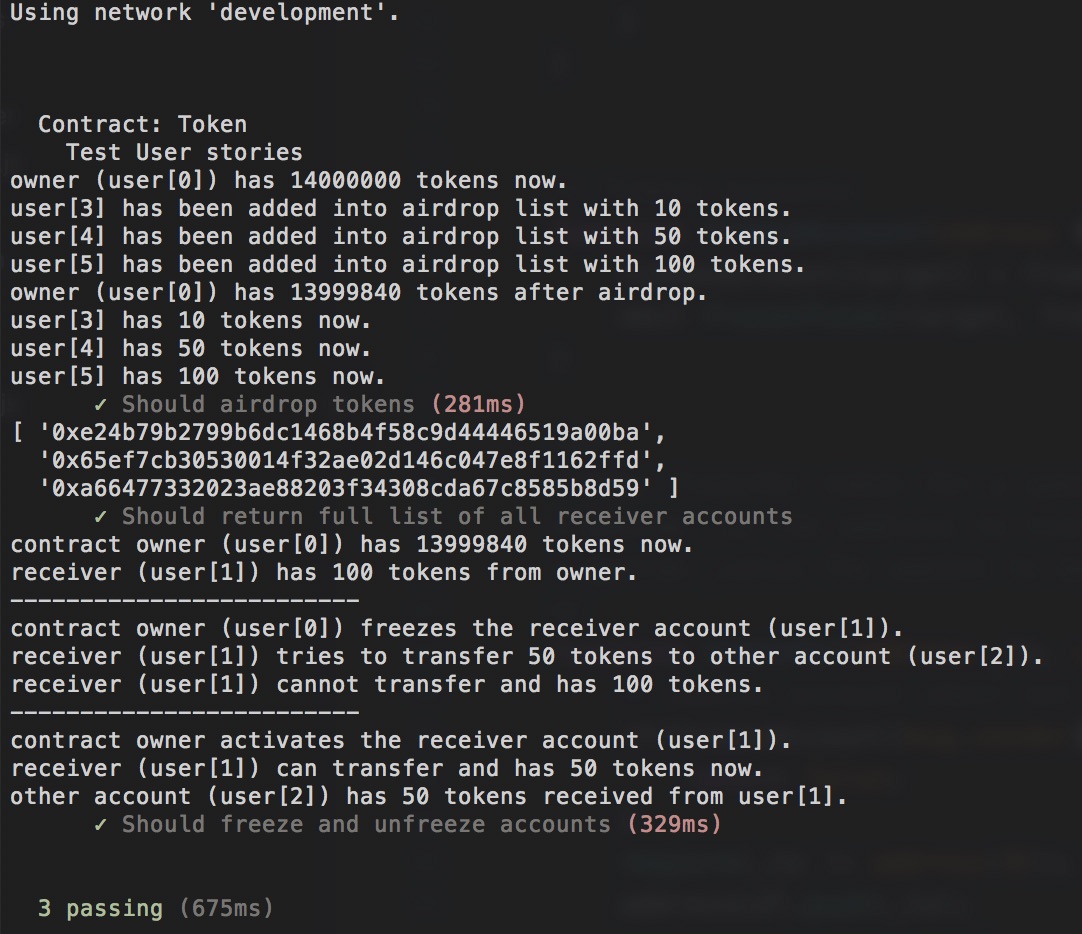 Using network 'development'.
Contract: Token
Test User stories
owner (user[0]) has 14000000 tokens now.
user[3] has been added into airdrop list with 10 tokens.
user[4] has been added into airdrop list with 50 tokens.
user[5] has been added into airdrop list with 100 tokens.
owner (user[0]) has 13999840 tokens after airdrop.
user[3] has 10 tokens now.
user[4] has 50 tokens now.
user[5] has 100 tokens now.
✓ Should airdrop tokens (281ms)
[ '0xe24b79b2799b6dc1468b4f58c9d44446519a00ba',
'0x65ef7cb30530014f32ae02d146c047e8f1162ffd',
'0xa66477332023ae88203f34308cda67c8585b8d59' ]
✓ Should return full list of all receiver accounts
contract owner (user[0]) has 13999840 tokens now.
receiver (user[1]) has 100 tokens from owner.
-------------------------
contract owner (user[0]) freezes the receiver account (user[1]).
receiver (user[1]) tries to transfer 50 tokens to other account (user[2]).
receiver (user[1]) cannot transfer and has 100 tokens.
-------------------------
contract owner activates the receiver account (user[1]).
receiver (user[1]) can transfer and has 50 tokens now.
other account (user[2]) has 50 tokens received from user[1].
✓ Should freeze and unfreeze accounts (329ms)
3 passing (675ms)